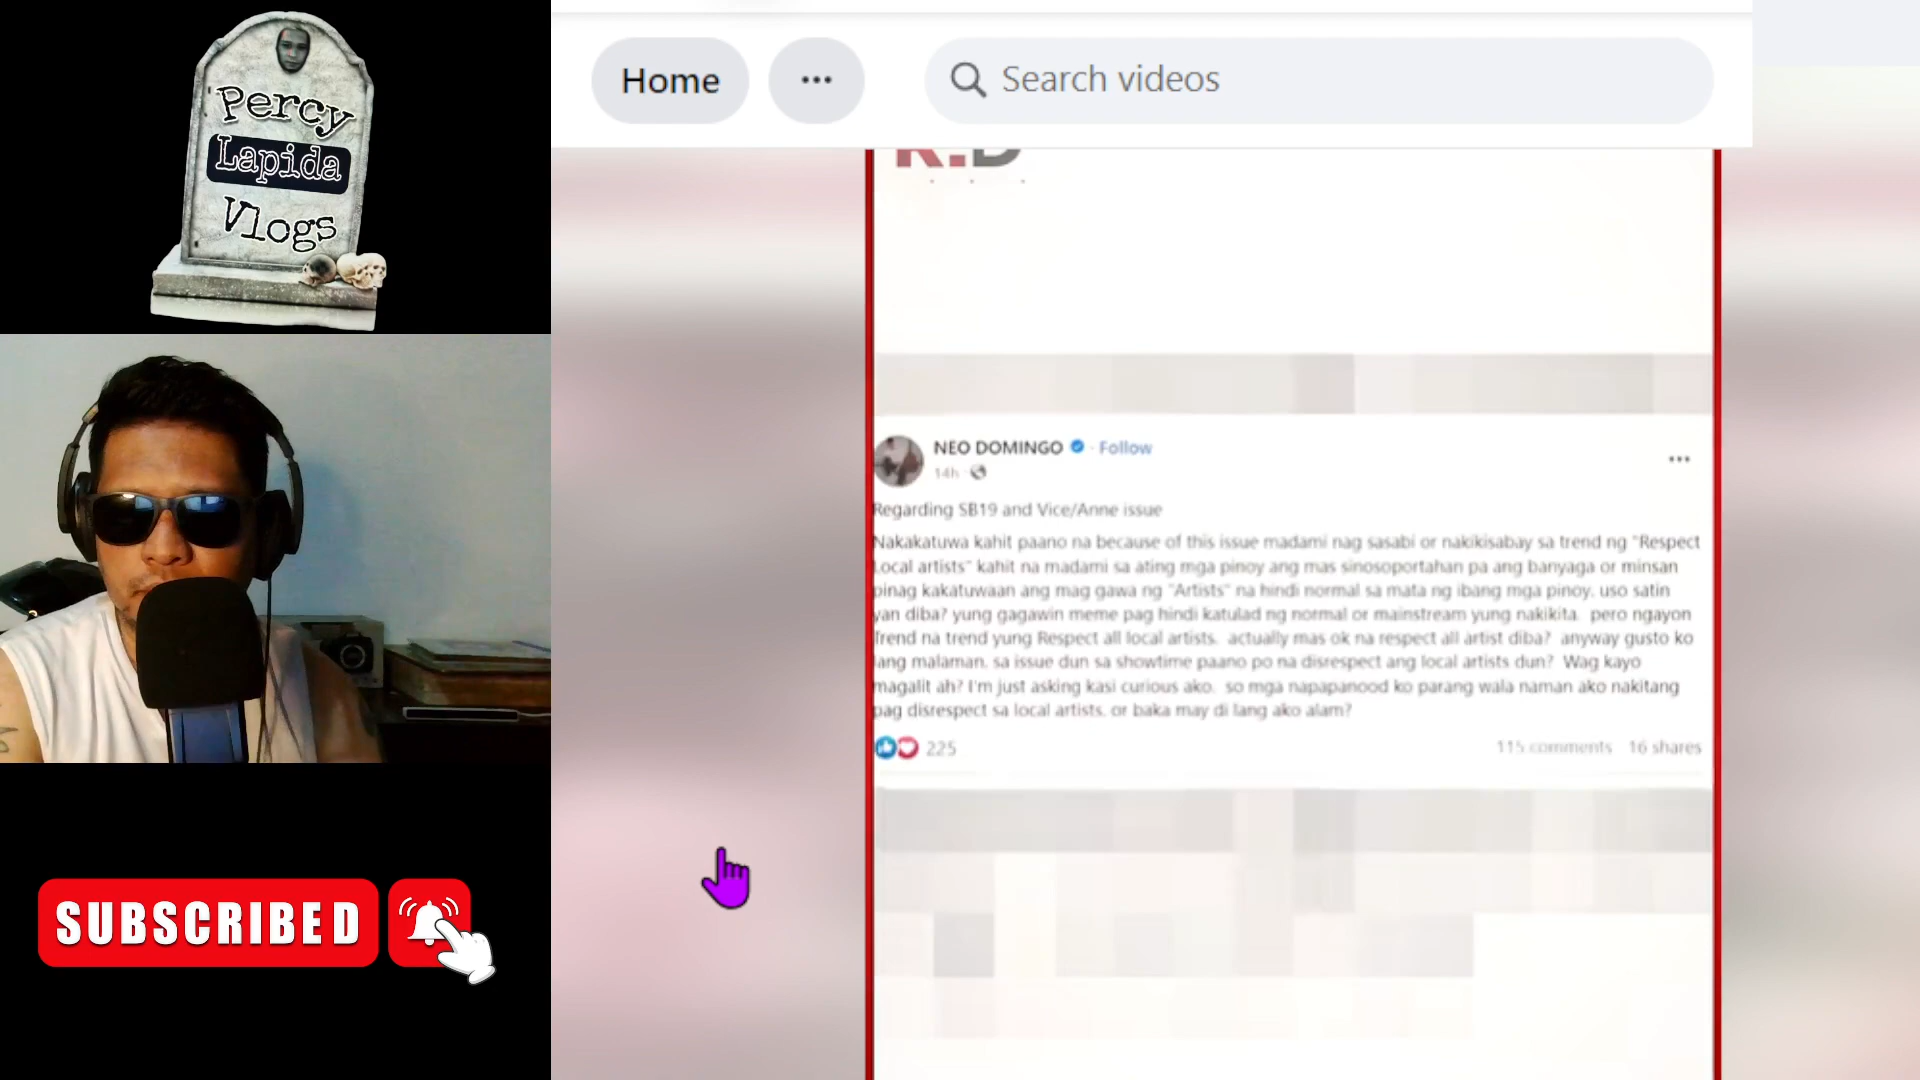 Percy
Lapida
Vlogs
SUBSCRIBED
Home
Search videos
R.D
NEO DOMINGO · Follow
14h ·
Regarding SB19 and Vice/Anne issue
Nakakatuwa kahit paano na because of this issue madami nag sasabi or nakikisabay sa trend ng "Respect
Local artists" kahit na madami sa ating mga pinoy ang mas sinosoportahan pa ang banyaga or minsan
pinag kakatuwaan ang mag gawa ng "Artists" na hindi normal sa mata ng ibang mga pinoy. uso satin
yan diba? yung gagawin meme pag hindi katulad ng normal or mainstream yung nakikita. pero ngayon
Trend na trend yung Respect all local artists. actually mas ok na respect all artist diba? anyway gusto ko
lang malaman. sa issue dun sa showtime paano po na disrespect ang local artists dun? Wag kayo
magalit ah? I'm just asking kasi curious ako. so mga napapanood ko parang wala naman ako nakitang
pag disrespect sa local artists. or baka may di lang ako alam?
225
115 comments 16 shares